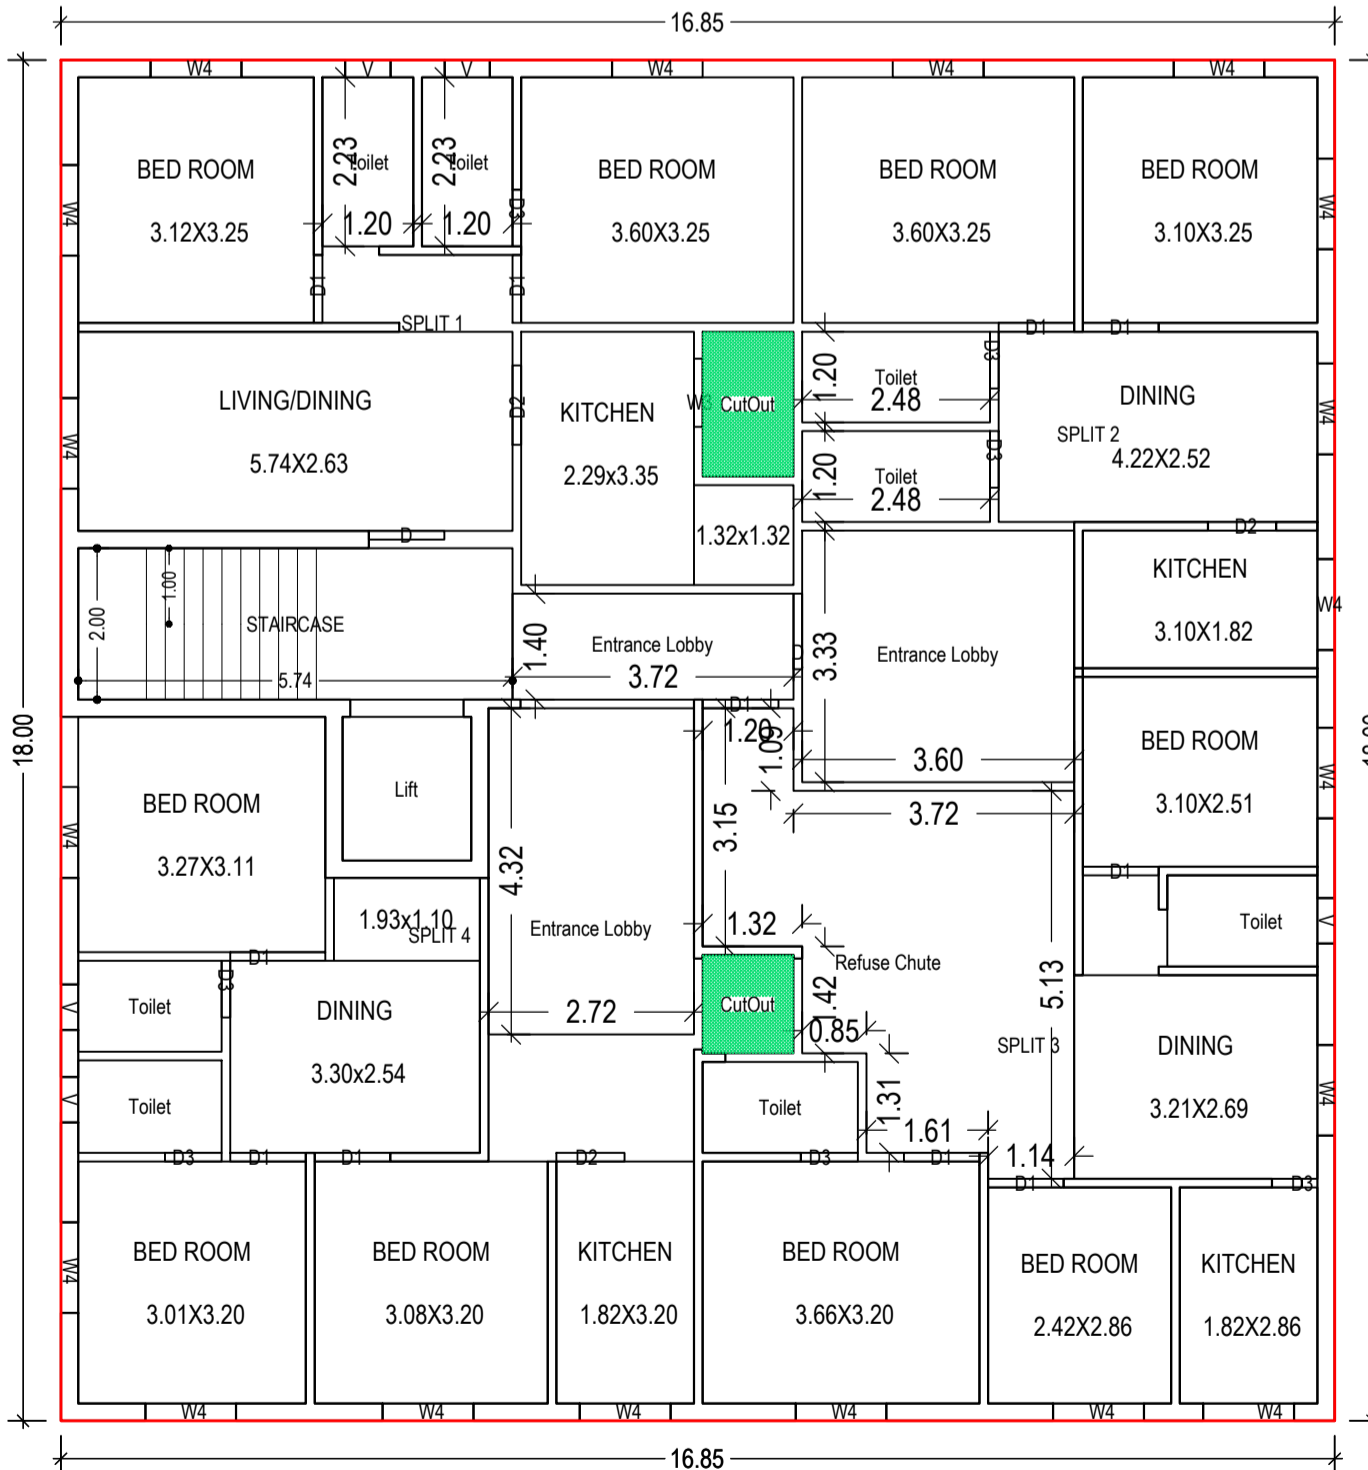 16.85
W4
V
V
W4
W4
W4
BED ROOM
3.12X3.25
2.23
Toilet
1.20
2.23
Toilet
1.20
D3
BED ROOM
3.60X3.25
BED ROOM
3.60X3.25
BED ROOM
3.10X3.25
W4
W4
D1
D1
SPLIT 1
D1
D1
LIVING/DINING
5.74X2.63
W4
D2
KITCHEN
2.29x3.35
W3
CutOut
1.20
Toilet
2.48
D3
DINING
SPLIT 2
4.22X2.52
W4
1.20
Toilet
2.48
D3
1.32x1.32
D
D2
2.00
1.00
STAIRCASE
5.74
1.40
Entrance Lobby
3.72
D
3.33
Entrance Lobby
3.60
KITCHEN
3.10X1.82
W4
18.00
D1
1.20
1.09
3.15
3.72
BED ROOM
3.10X2.51
W4
BED ROOM
3.27X3.11
W4
Lift
4.32
D1
1.93x1.10
SPLIT 4
Entrance Lobby
1.32
Refuse Chute
Toilet
V
D1
D3
Toilet
V
DINING
3.30x2.54
2.72
CutOut
1.42
0.85
5.13
SPLIT 3
DINING
3.21X2.69
W4
Toilet
V
Toilet
1.31
1.61
1.14
D3
D1
D1
D2
D3
D1
D1
D3
BED ROOM
3.01X3.20
W4
BED ROOM
3.08X3.20
KITCHEN
1.82X3.20
BED ROOM
3.66X3.20
BED ROOM
2.42X2.86
KITCHEN
1.82X2.86
W4
W4
W4
W4
W4
W4
16.85